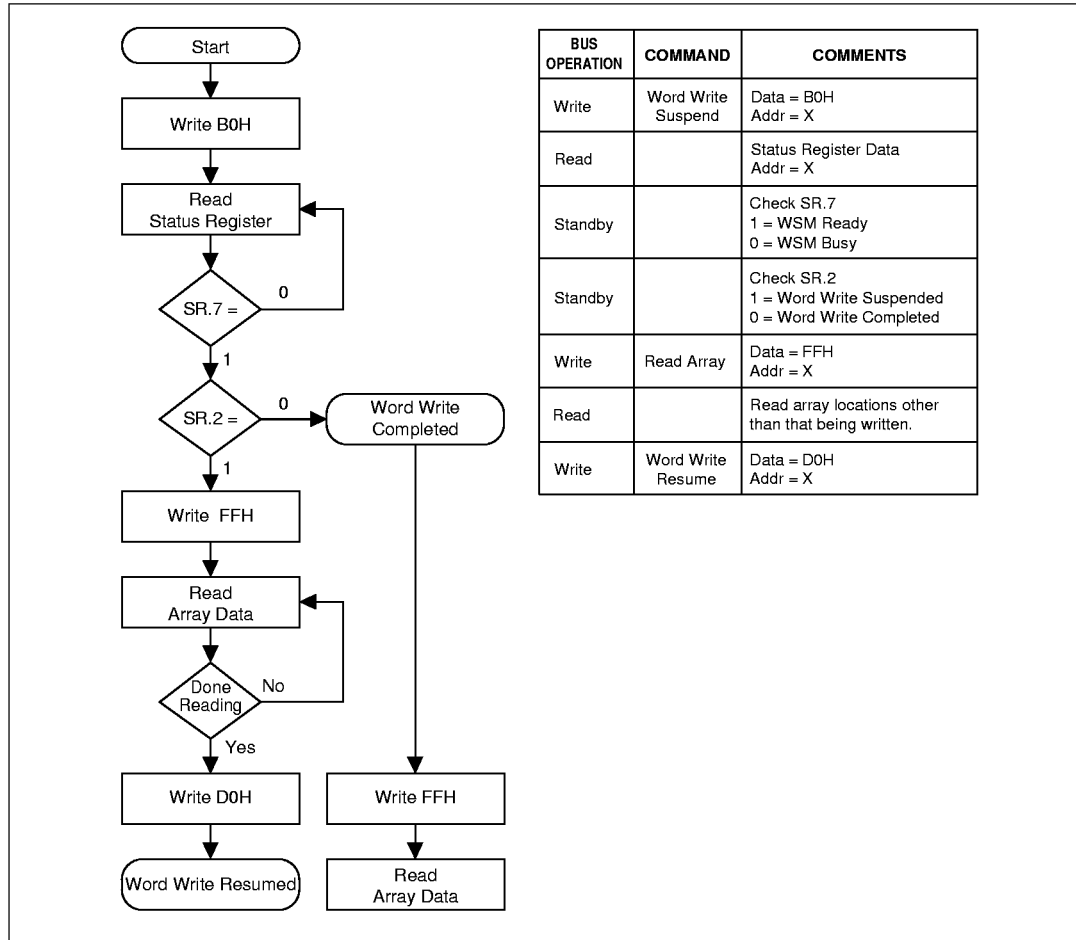 Start
Write B0H
Read
Status Register
SR.7 =
0
1
SR.2 =
0
Word Write
Completed
1
Write FFH
Read
Array Data
Done
Reading
No
Yes
Write D0H
Write FFH
Word Write Resumed
Read
Array Data
BUS
OPERATION
COMMAND
COMMENTS
Write
Word Write
Suspend
Data = B0H
Addr = X
Read
Status Register Data
Addr = X
Standby
Check SR.7
1 = WSM Ready
0 = WSM Busy
Standby
Check SR.2
1 = Word Write Suspended
0 = Word Write Completed
Write
Read Array
Data = FFH
Addr = X
Read
Read array locations other
than that being written.
Write
Word Write
Resume
Data = D0H
Addr = X